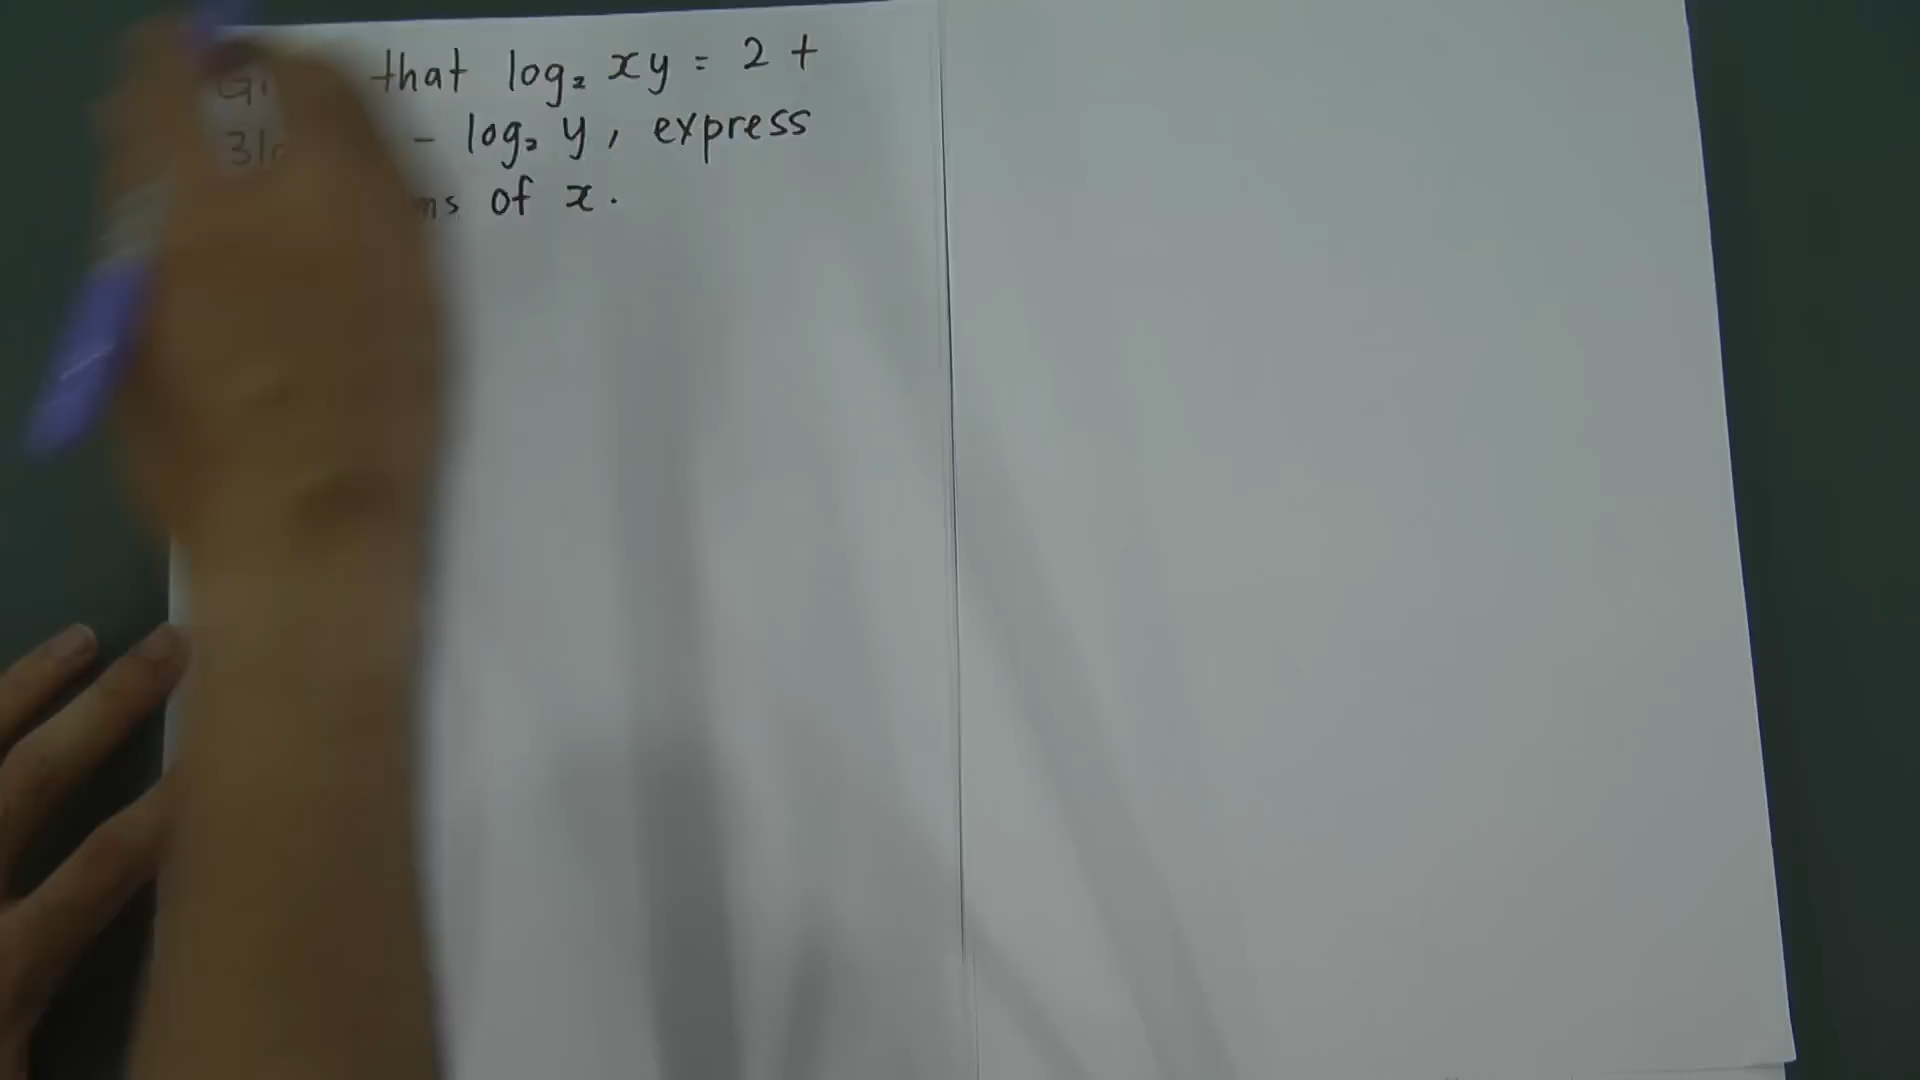 that log₂ xy = 2 +
- log₂ y, express
of x.